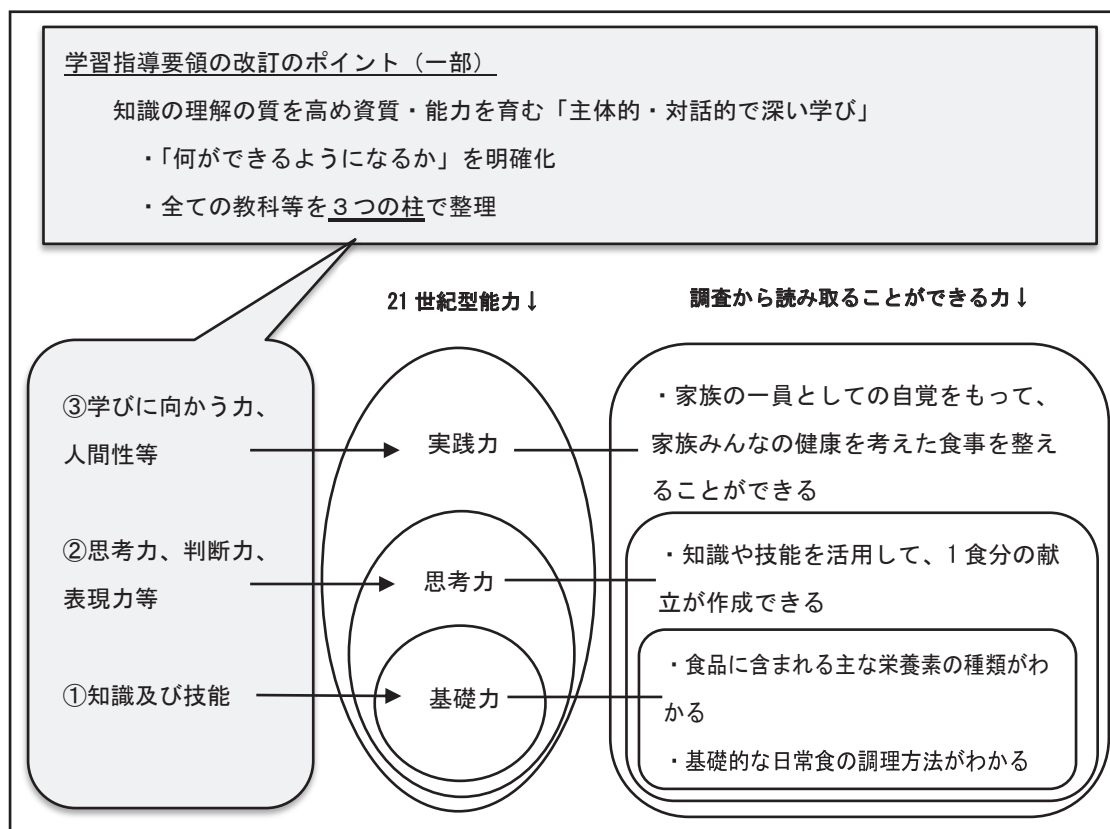 学習指導要領の改訂のポイント（一部）
知識の理解の質を高め資質・能力を育む「主体的・対話的で深い学び」
・「何ができるようになるか」を明確化
・全ての教科等を３つの柱で整理
21 世紀型能力↓
調査から読み取ることができる力↓
③学びに向かう力、
人間性等
実践力
・家族の一員としての自覚をもって、
家族みんなの健康を考えた食事を整え
ることができる
②思考力、判断力、
表現力等
思考力
・知識や技能を活用して、1 食分の献
立が作成できる
①知識及び技能
基礎力
・食品に含まれる主な栄養素の種類がわ
かる
・基礎的な日常食の調理方法がわかる